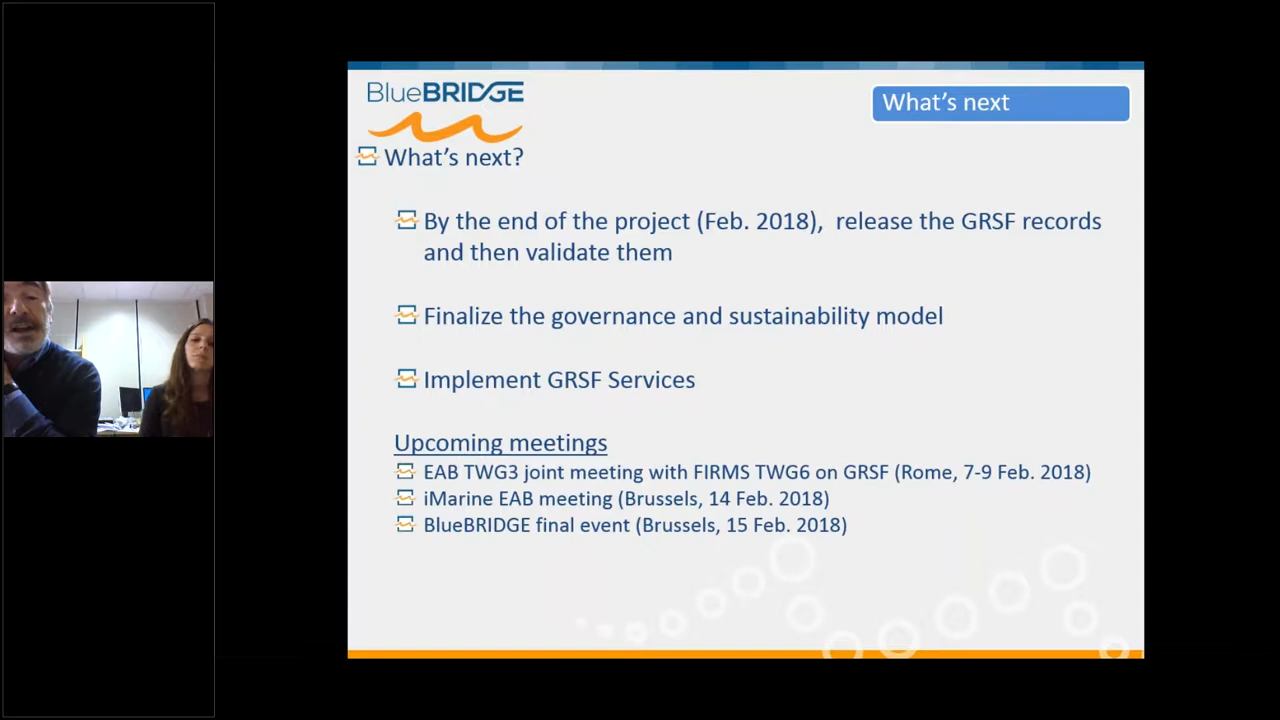 BlueBRIDGE
What's next
What's next?
By the end of the project (Feb. 2018), release the GRSF records
and then validate them
Finalize the governance and sustainability model
Implement GRSF Services
Upcoming meetings
EAB TWG3 joint meeting with FIRMS TWG6 on GRSF (Rome, 7-9 Feb. 2018)
iMarine EAB meeting (Brussels, 14 Feb. 2018)
BlueBRIDGE final event (Brussels, 15 Feb. 2018)